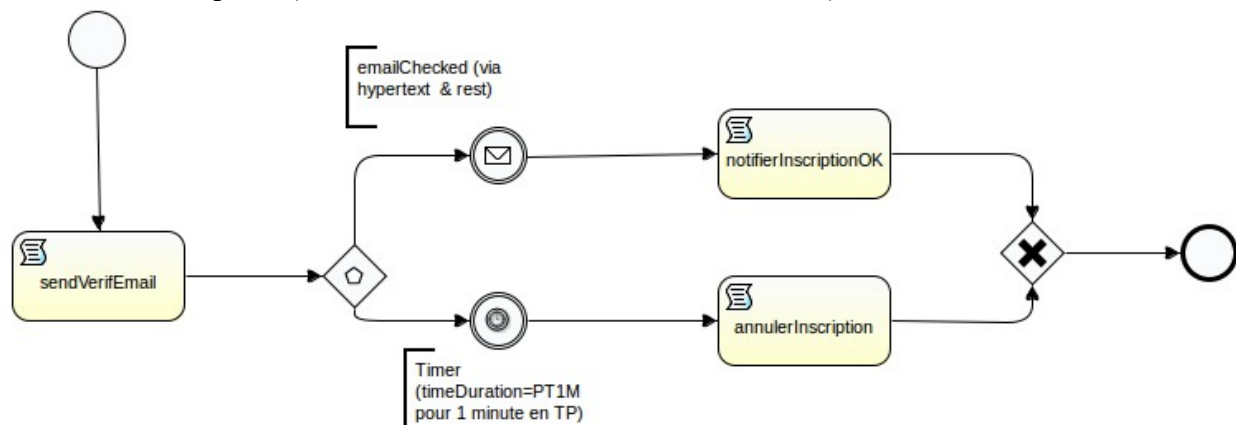 emailChecked (via
hypertext & rest)
notifierInscriptionOK
sendVerifEmail
annulerInscription
Timer
(timeDuration=PT1M
pour 1 minute en TP)